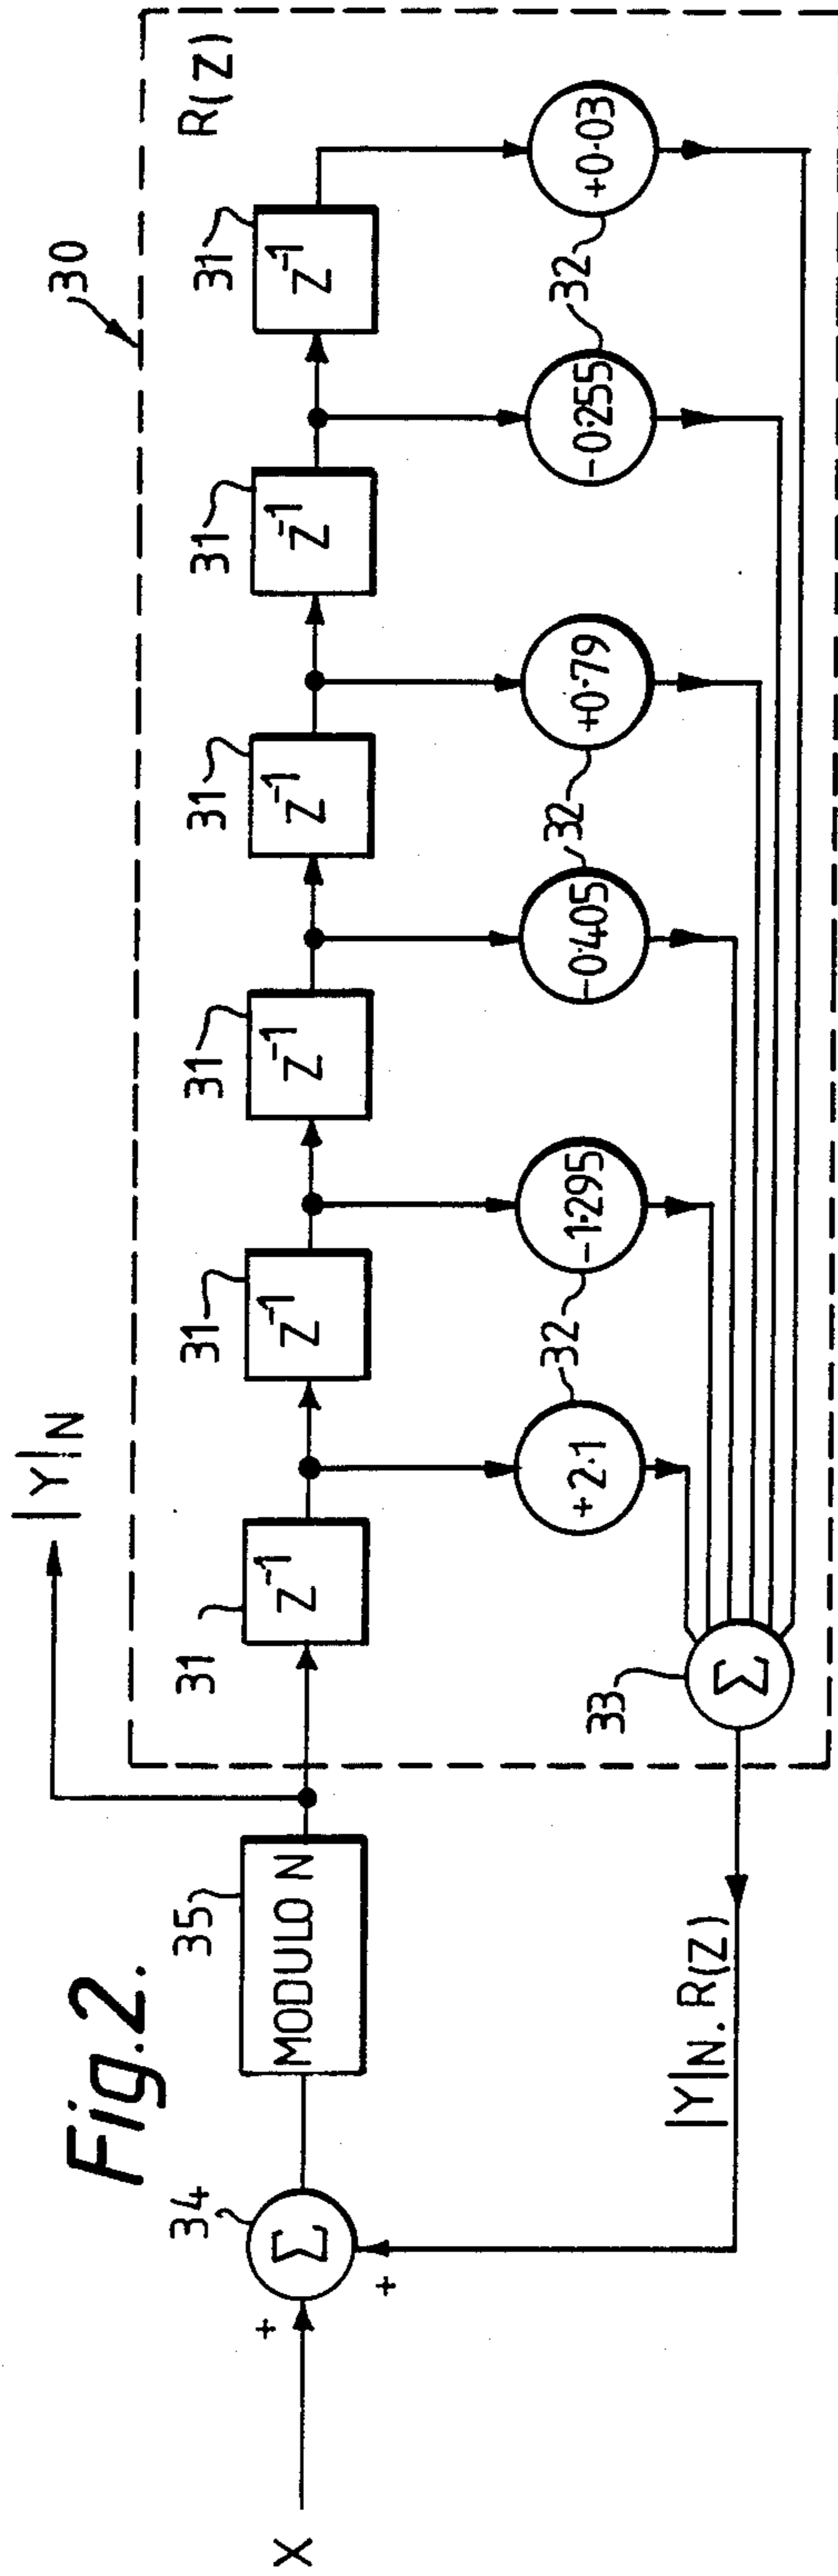 Fig.2.
X
+
+
34
Σ
35
MODULO N
|Y|N
30
R(Z)
31
Z-1
31
Z-1
31
Z-1
31
Z-1
31
Z-1
31
Z-1
+2·1
32
-1·295
32
-0·405
32
+0·79
32
-0·255
32
+0·03
32
33
Σ
|Y|N. R(Z)